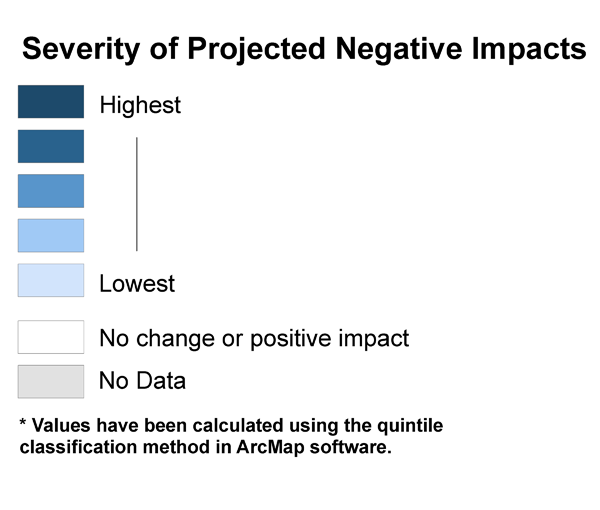 Severity of Projected Negative Impacts
Highest
Lowest
No change or positive impact
No Data
* Values have been calculated using the quintile
classification method in ArcMap software.